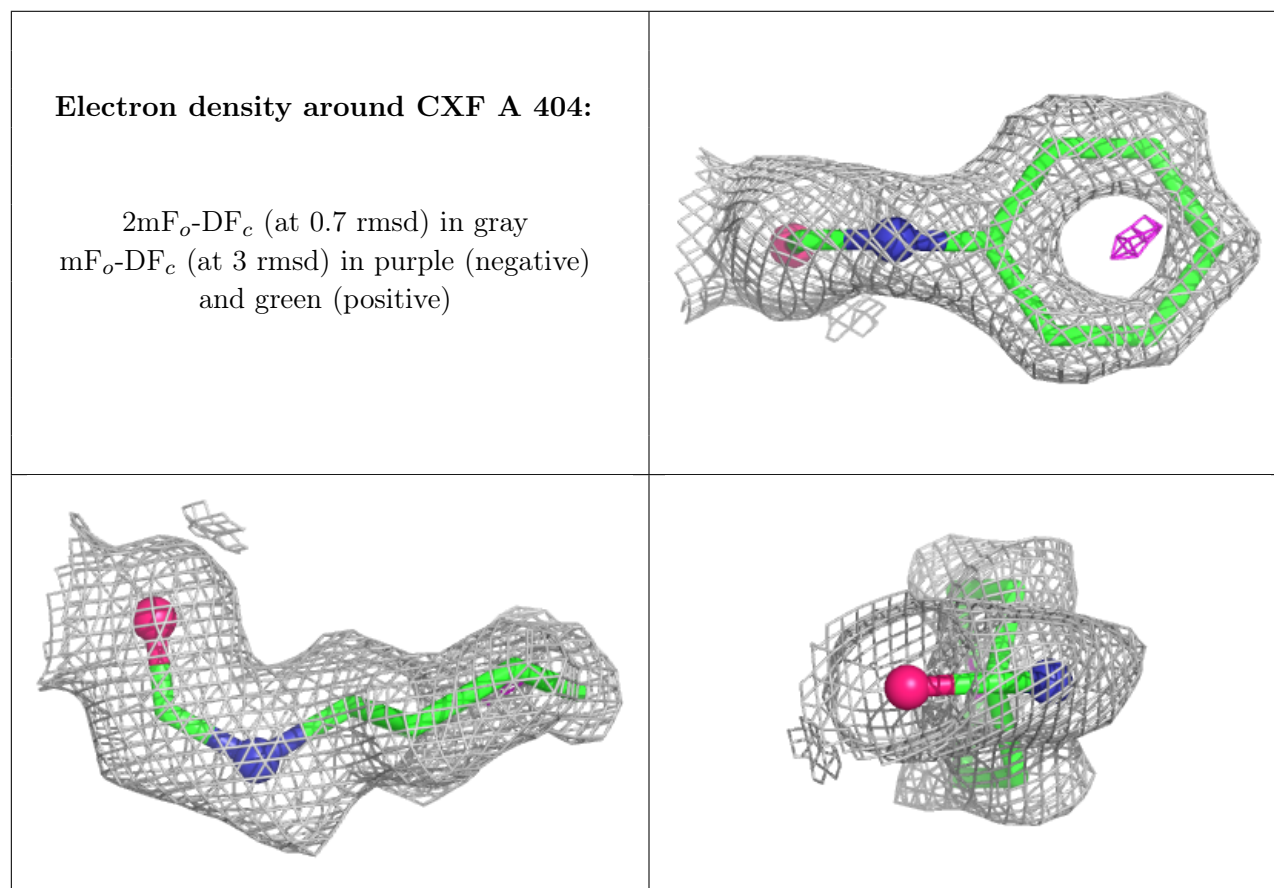 Electron density around CXF A 404:
2mFₒ-DF𝒸 (at 0.7 rmsd) in gray
mFₒ-DF𝒸 (at 3 rmsd) in purple (negative)
and green (positive)